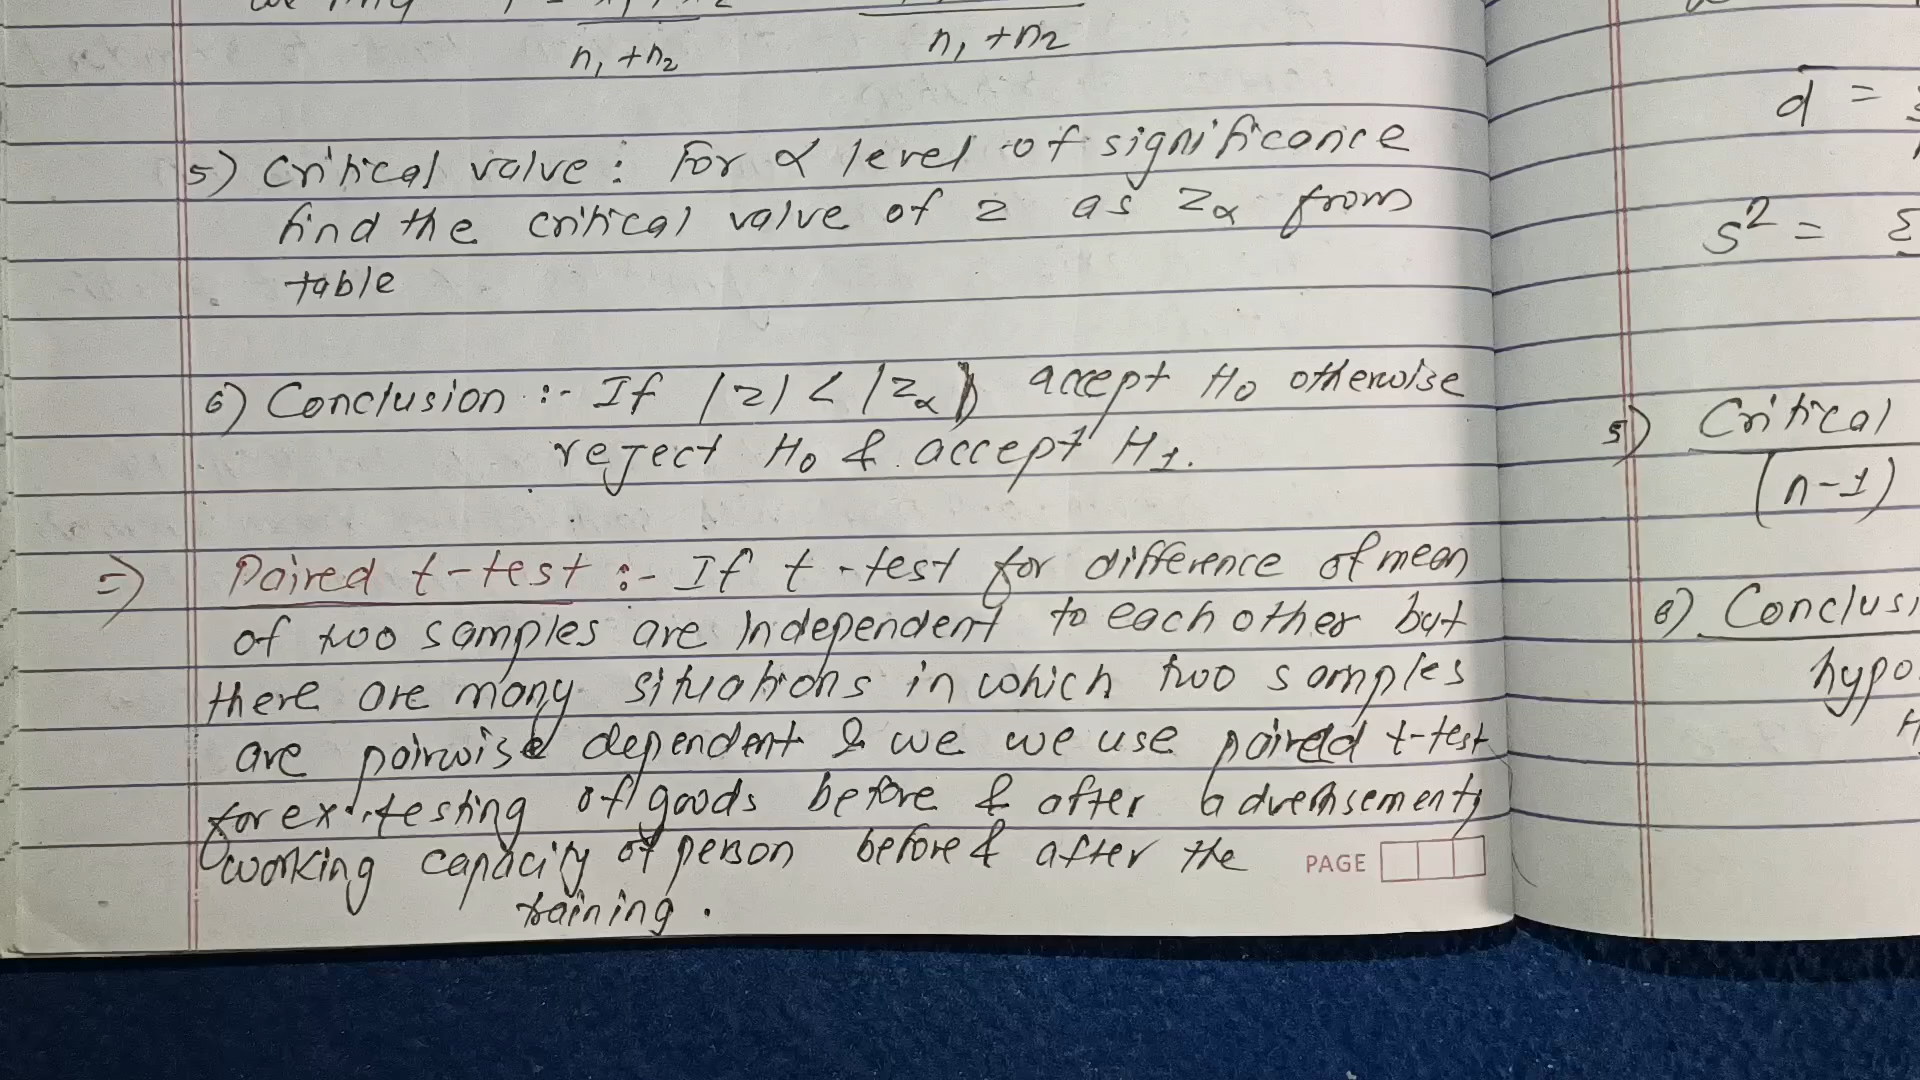 n₁ + n₂ n₁ + n₂
5) Critical value : For α level of significance
find the critical value of z as zα from
table
6) Conclusion :- If |z| < |zα| accept H₀ otherwise
reject H₀ & accept H₁.
=) Paired t-test :- If t-test for difference of mean
of two samples are independent to each other but
there are many situations in which two samples
are pairwise dependent & we we use paired t-test
for ex. testing of goods before & after advertisement,
working capacity of person before & after the
training.
PAGE
d̄ =
s² = Σ
5) Critical
(n-1)
6) Conclusi
hypo
H